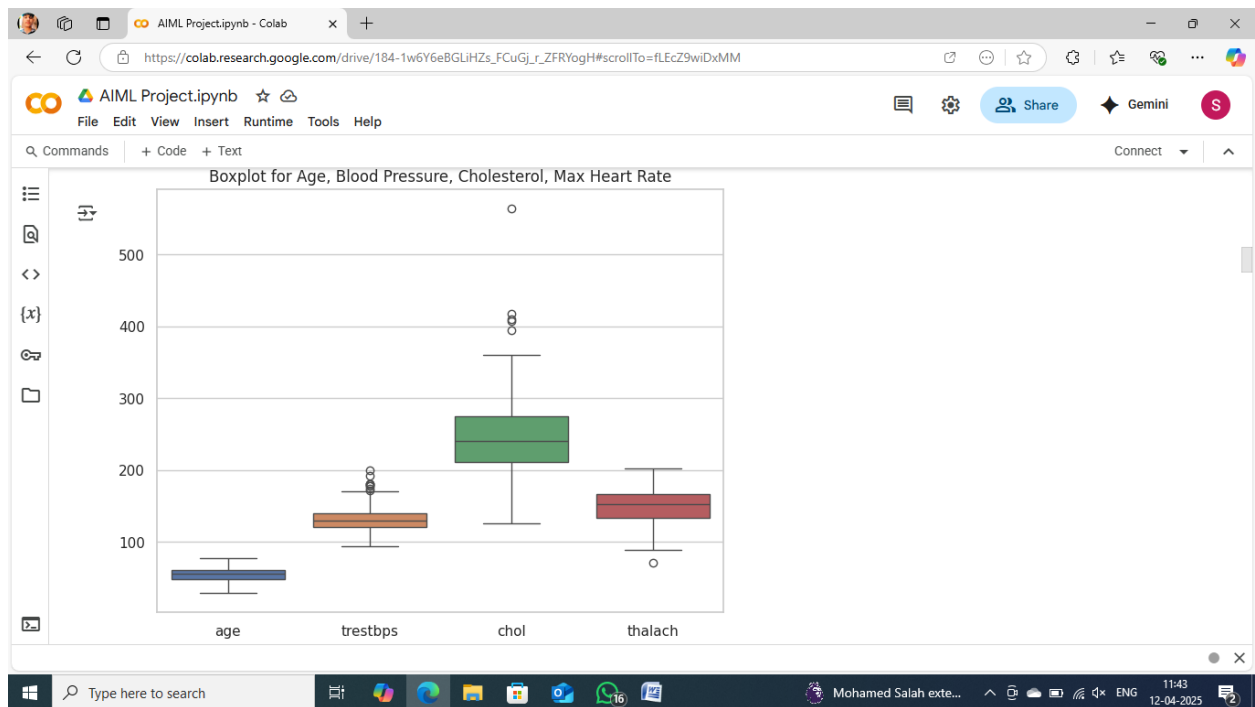 AIML Project.ipynb - Colab
https://colab.research.google.com/drive/184-1w6Y6eBGLiHZs_FCuGj_r_ZFRYogH#scrollTo=fLEcZ9wiDxMM
CO AIML Project.ipynb
Share
Gemini
S
File Edit View Insert Runtime Tools Help
Commands + Code + Text
Connect
Boxplot for Age, Blood Pressure, Cholesterol, Max Heart Rate
500
400
300
200
100
age trestbps chol thalach
{x}
Type here to search
16
Mohamed Salah exte...
ENG
11:43
12-04-2025
2